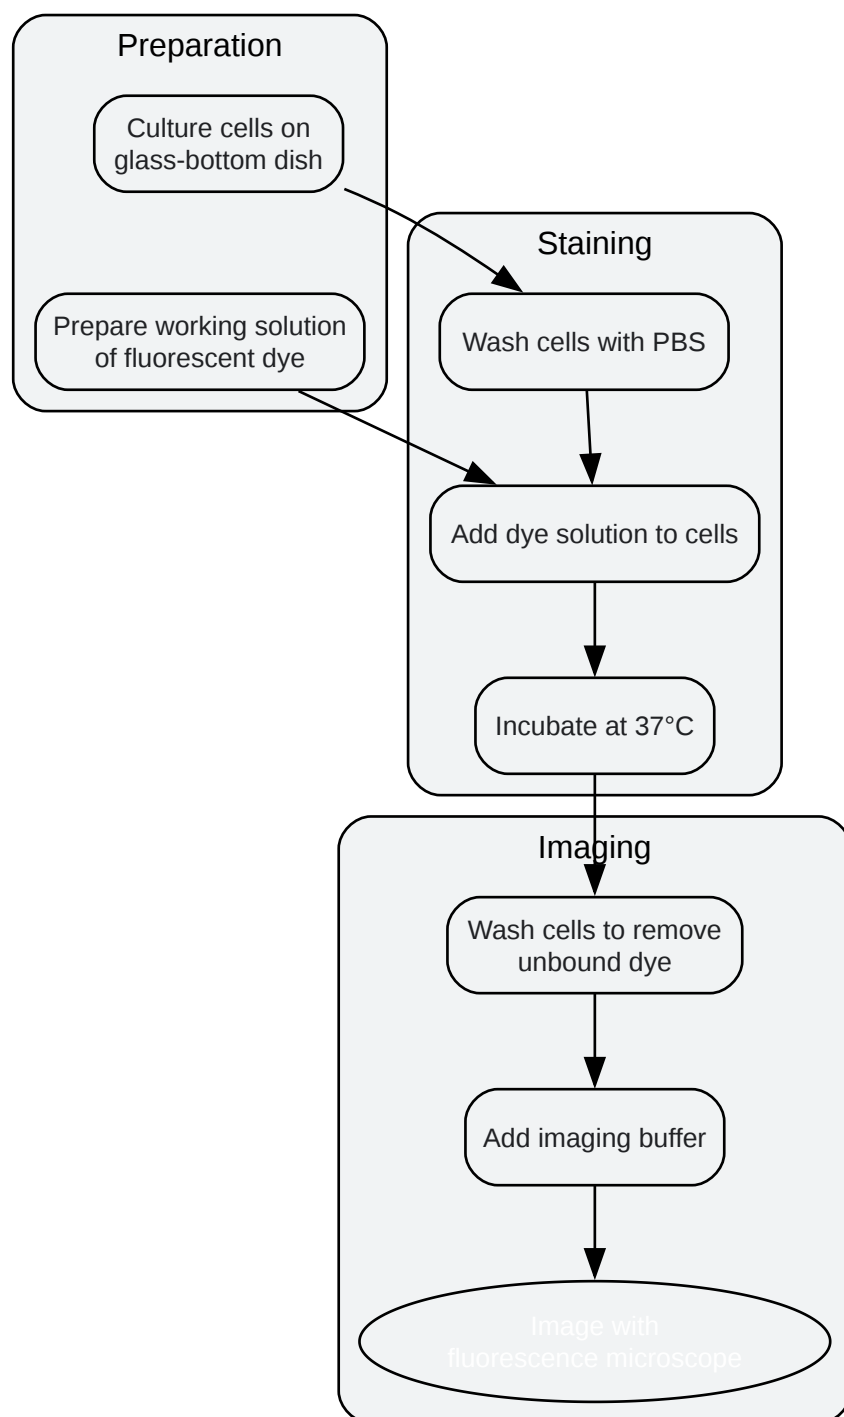 Preparation
Culture cells on
glass-bottom dish
Prepare working solution
of fluorescent dye
Staining
Wash cells with PBS
Add dye solution to cells
Incubate at 37°C
Imaging
Wash cells to remove
unbound dye
Add imaging buffer
Image with
fluorescence microscope